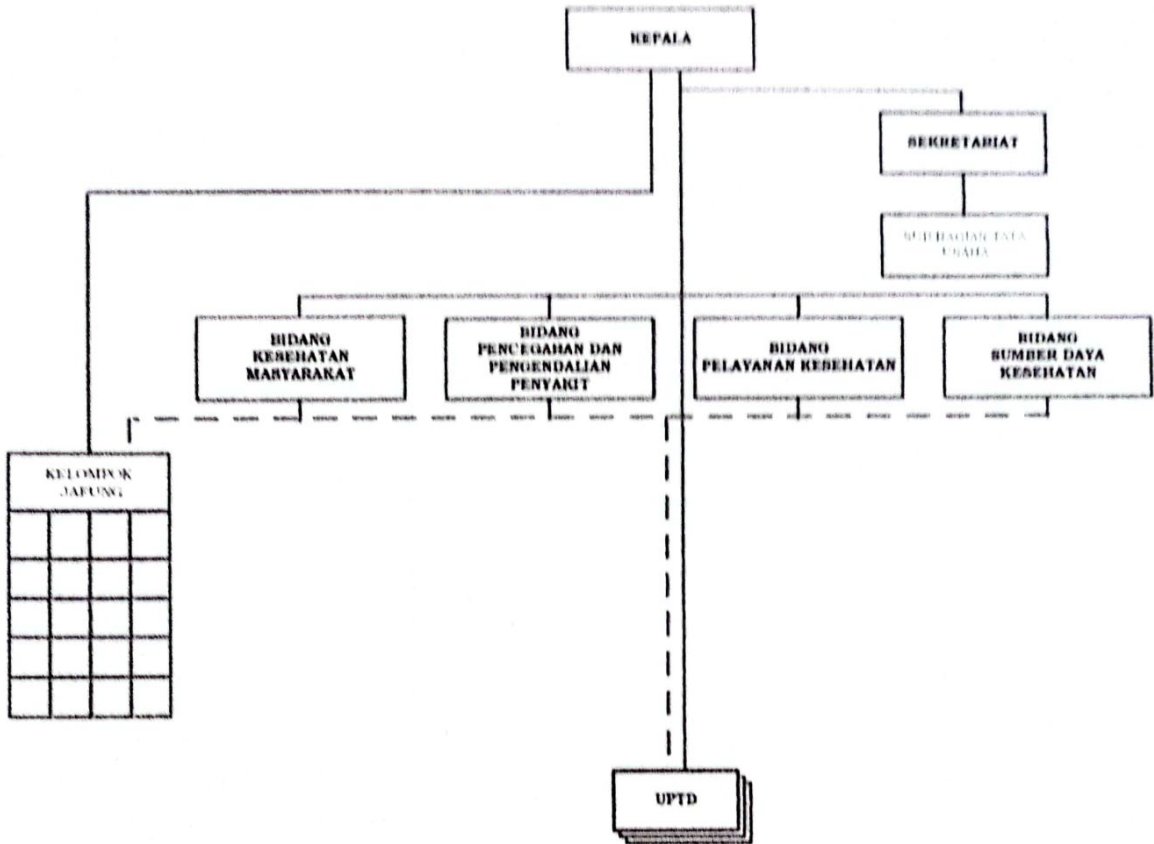 KEPALA
SEKRETARIAT
SUBBAGIAN TATA
USAHA
BIDANG
KESEHATAN
MASYARAKAT
BIDANG
PENCEGAHAN DAN
PENGENDALIAN
PENYAKIT
BIDANG
PELAYANAN KESEHATAN
BIDANG
SUMBER DAYA
KESEHATAN
KELOMPOK
JAFUNG
UPTD